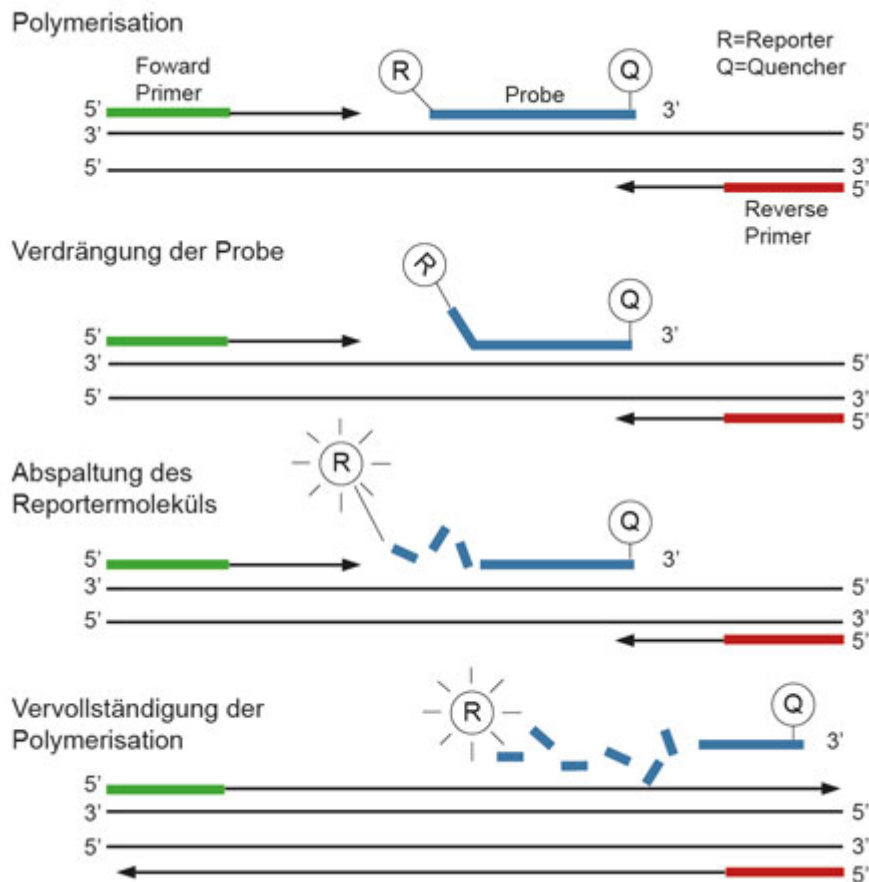 Polymerisation
R=Reporter
Q=Quencher
Foward
Primer
R
Probe
Q
5'
3'
3'
5'
5'
3'
5'
Reverse
Primer
Verdrängung der Probe
R
Q
5'
3'
3'
5'
5'
3'
5'
Abspaltung des
Reportermoleküls
R
Q
5'
3'
3'
5'
5'
3'
5'
Vervollständigung der
Polymerisation
R
Q
3'
5'
3'
5'
5'
3'
5'